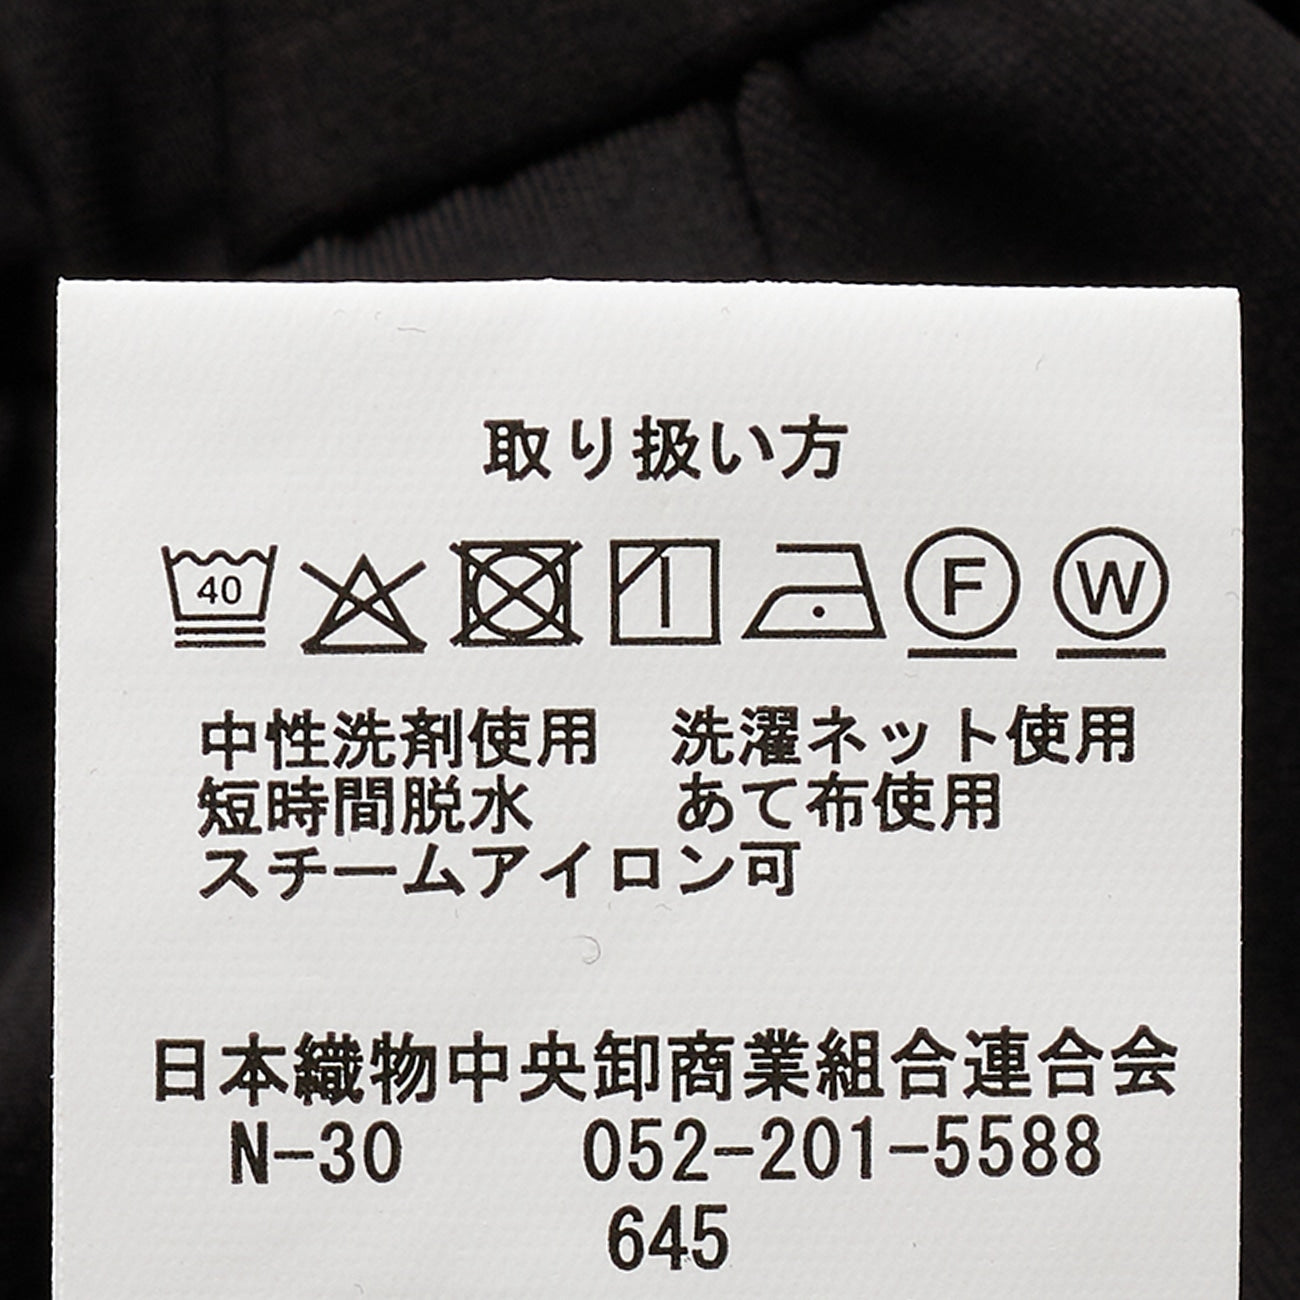 取り扱い方
40 F W
中性洗剤使用 洗濯ネット使用
短時間脱水 あて布使用
スチームアイロン可
日本織物中央卸商業組合連合会
N-30 052-201-5588
645